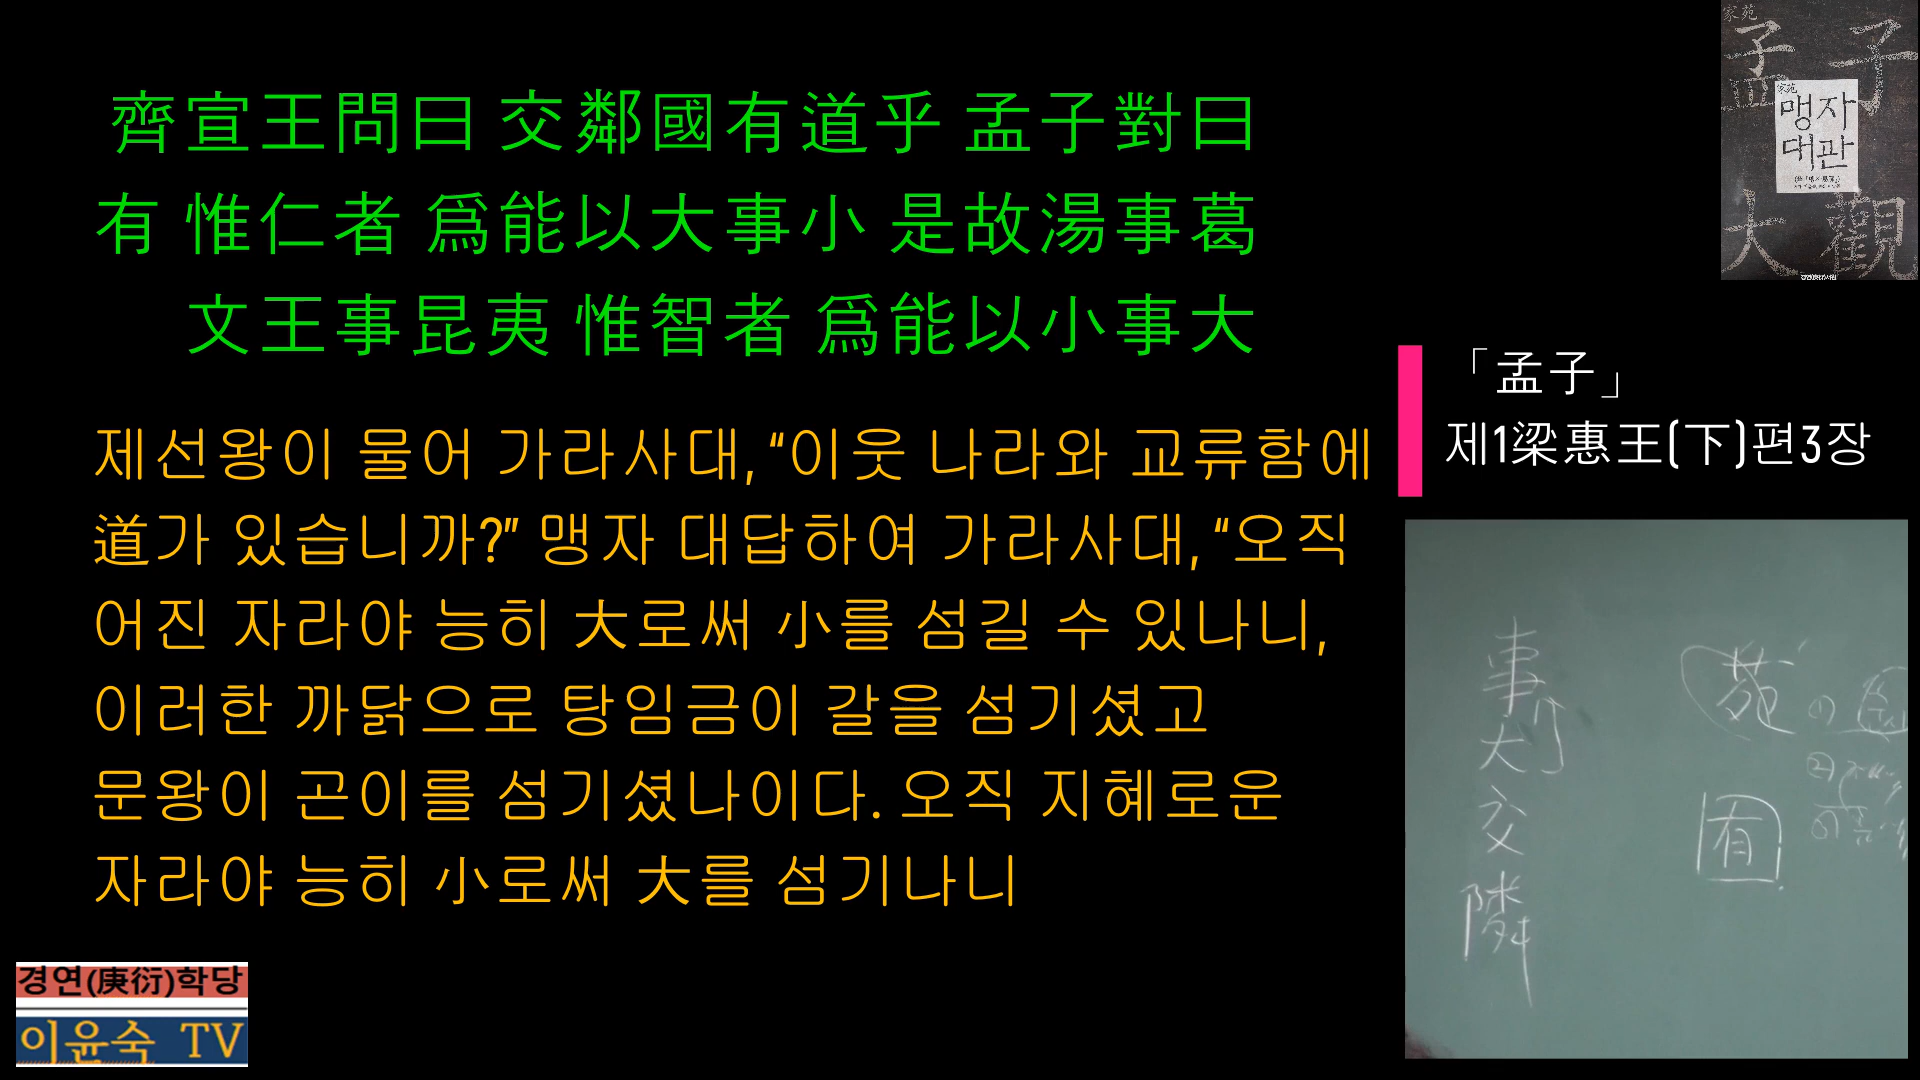 齊宣王問曰 交鄰國有道乎 孟子對曰
有 惟仁者 爲能以大事小 是故湯事葛
文王事昆夷 惟智者 爲能以小事大
제선왕이 물어 가라사대, “이웃 나라와 교류함에
道가 있습니까?” 맹자 대답하여 가라사대, “오직
어진 자라야 능히 大로써 小를 섬길 수 있나니,
이러한 까닭으로 탕임금이 갈을 섬기셨고
문왕이 곤이를 섬기셨나이다. 오직 지혜로운
자라야 능히 小로써 大를 섬기나니
家苑
孟子
家苑
맹자
대관
大觀
「孟子」
제1梁惠王(下)편3장
事大交隣
苑
囿
경연(庚衍)학당
이윤숙 TV